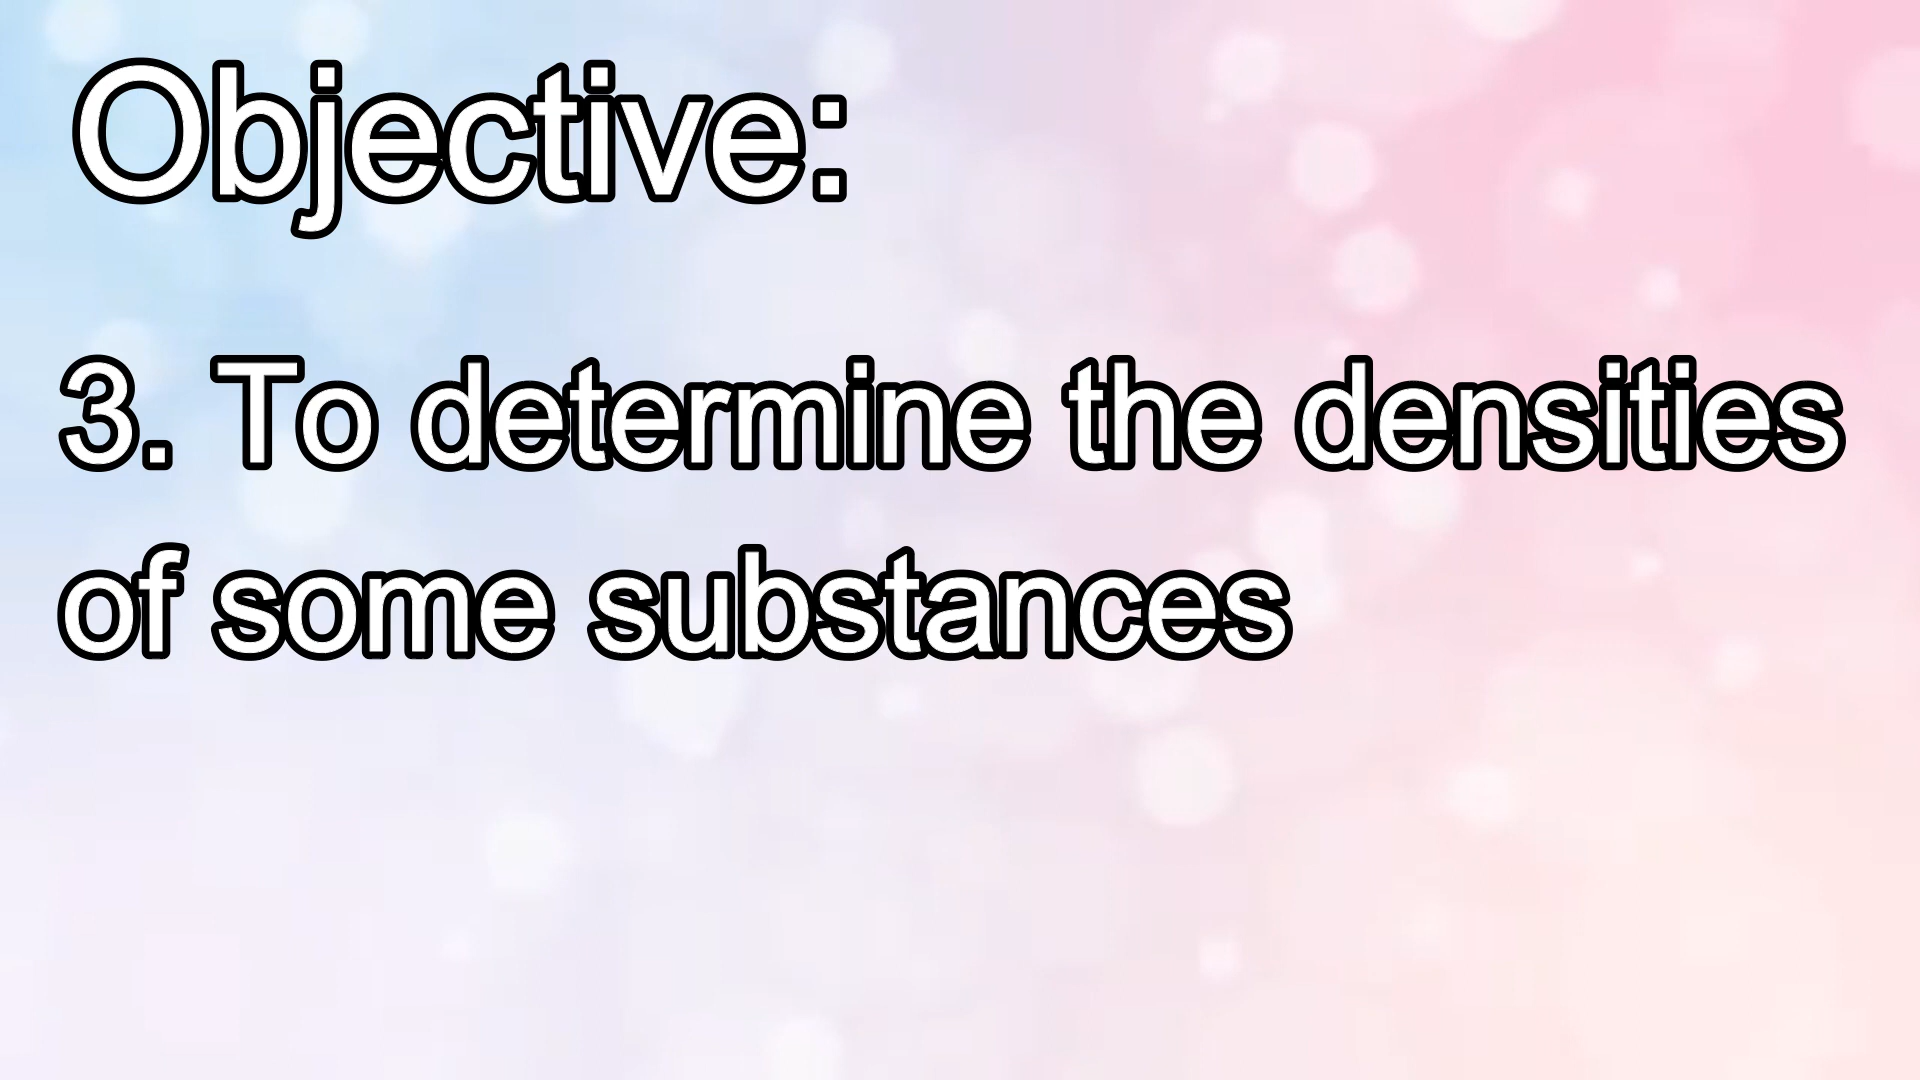 Objective:
3. To determine the densities
of some substances